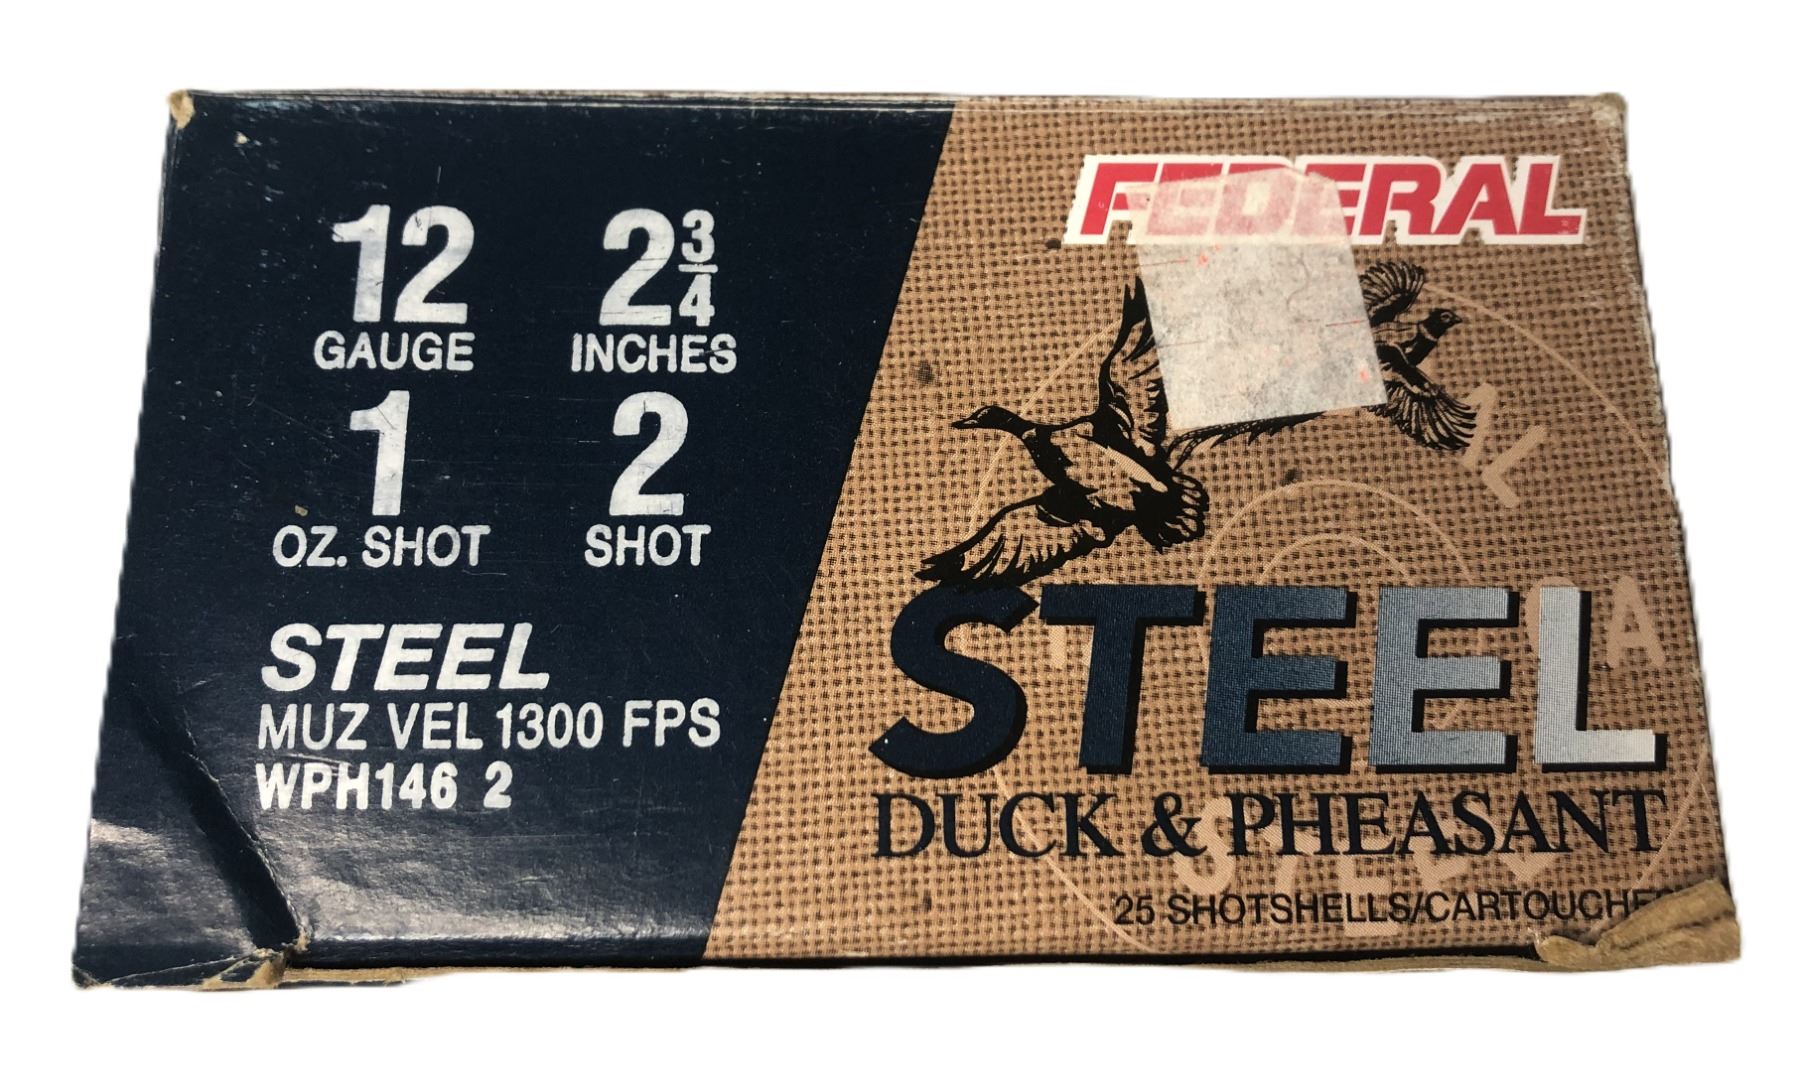 12
GAUGE
2 3/4
INCHES
1
OZ. SHOT
2
SHOT
STEEL
MUZ VEL 1300 FPS
WPH146 2
FEDERAL
STEEL
DUCK & PHEASANT
25 SHOTSHELLS/CARTOUCHE